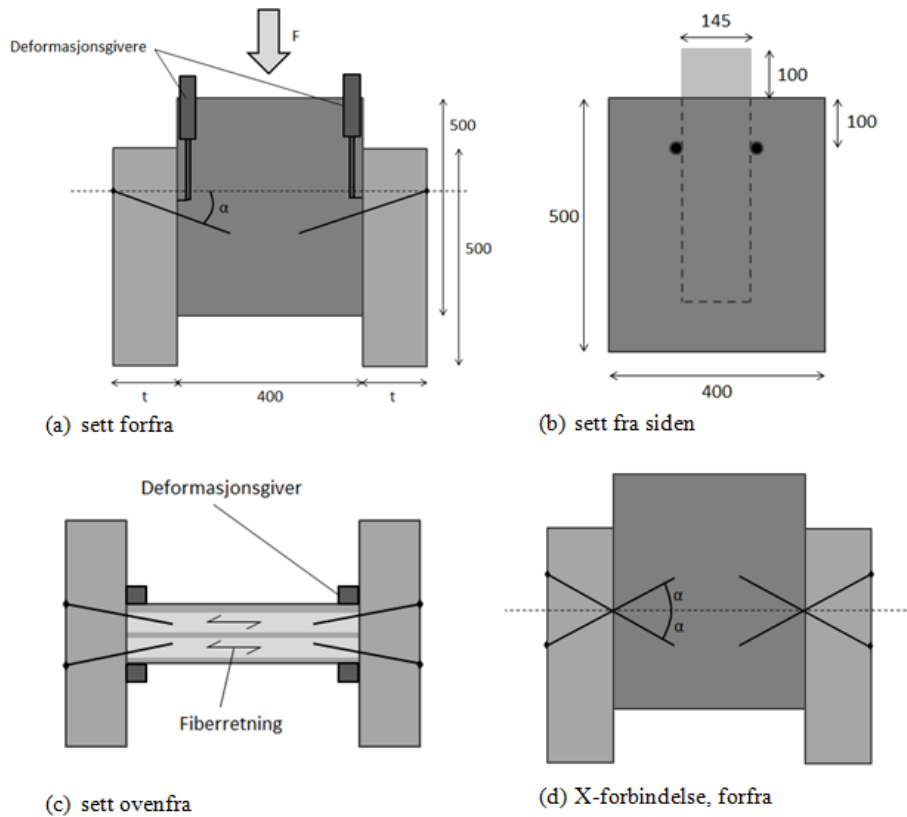 Deformasjonsgivere
F
500
500
α
t
400
t
(a) sett forfra
145
100
100
500
400
(b) sett fra siden
Deformasjonsgiver
Fiberretning
(c) sett ovenfra
α
α
(d) X-forbindelse, forfra